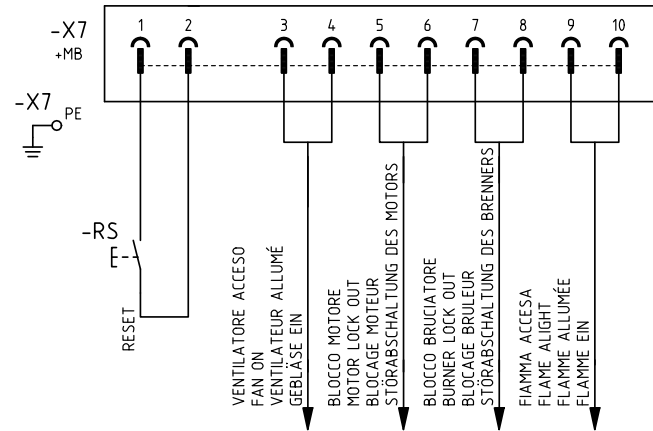 -X7
+MB
1 2 3 4 5 6 7 8 9 10
-X7
PE
-RS
RESET
VENTILATORE ACCESO
FAN ON
VENTILATEUR ALLUMÉ
GEBLÄSE EIN
BLOCCO MOTORE
MOTOR LOCK OUT
BLOCAGE MOTEUR
STÖRABSCHALTUNG DES MOTORS
BLOCCO BRUCIATORE
BURNER LOCK OUT
BLOCAGE BRULEUR
STÖRABSCHALTUNG DES BRENNERS
FIAMMA ACCESA
FLAME ALIGHT
FLAMME ALLUMÉE
FLAMME EIN